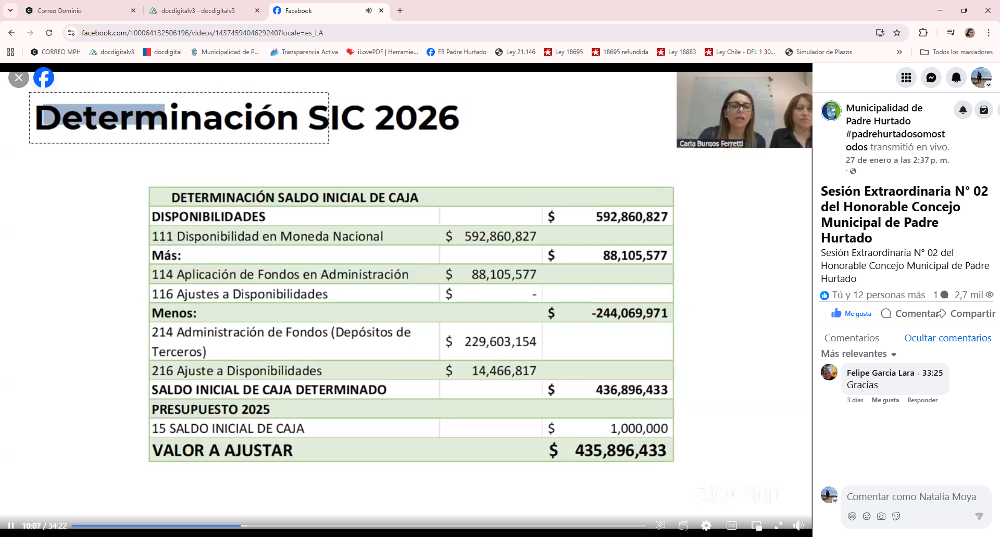 Correo Dominio
docdigitalv3 - docdigitalv3
Facebook
facebook.com/100064132506196/videos/1437459404629240?locale=es_LA
CORREO MPH
docdigitalv3
docdigital
Municipalidad de P...
Transparencia Activa
iLovePDF | Herramie...
FB Padre Hurtado
Ley 21.146
Ley 18695
18695 refundida
Ley 18883
Ley Chile - DFL 1 30...
Simulador de Plazos
Todos los marcadores
Determinación SIC 2026
Carla Burgos Ferretti
DETERMINACIÓN SALDO INICIAL DE CAJA
DISPONIBILIDADES $ 592,860,827
111 Disponibilidad en Moneda Nacional $ 592,860,827
Más: $ 88,105,577
114 Aplicación de Fondos en Administración $ 88,105,577
116 Ajustes a Disponibilidades $ -
Menos: $ -244,069,971
214 Administración de Fondos (Depósitos de
Terceros) $ 229,603,154
216 Ajuste a Disponibilidades $ 14,466,817
SALDO INICIAL DE CAJA DETERMINADO $ 436,896,433
PRESUPUESTO 2025
15 SALDO INICIAL DE CAJA $ 1,000,000
VALOR A AJUSTAR $ 435,896,433
zoom
10:07 / 34:22
CC
Municipalidad de
Padre Hurtado
#padrehurtadosomost
odos transmitió en vivo.
27 de enero a las 2:37 p. m.
·
Sesión Extraordinaria N° 02
del Honorable Concejo
Municipal de Padre
Hurtado
Sesión Extraordinaria N° 02 del
Honorable Concejo Municipal de Padre
Hurtado
Tú y 12 personas más 1 2,7 mil
Me gusta Comentar Compartir
Comentarios Ocultar comentarios
Más relevantes
Felipe Garcia Lara · 33:25
Gracias
3 días Me gusta Responder
Comentar como Natalia Moya